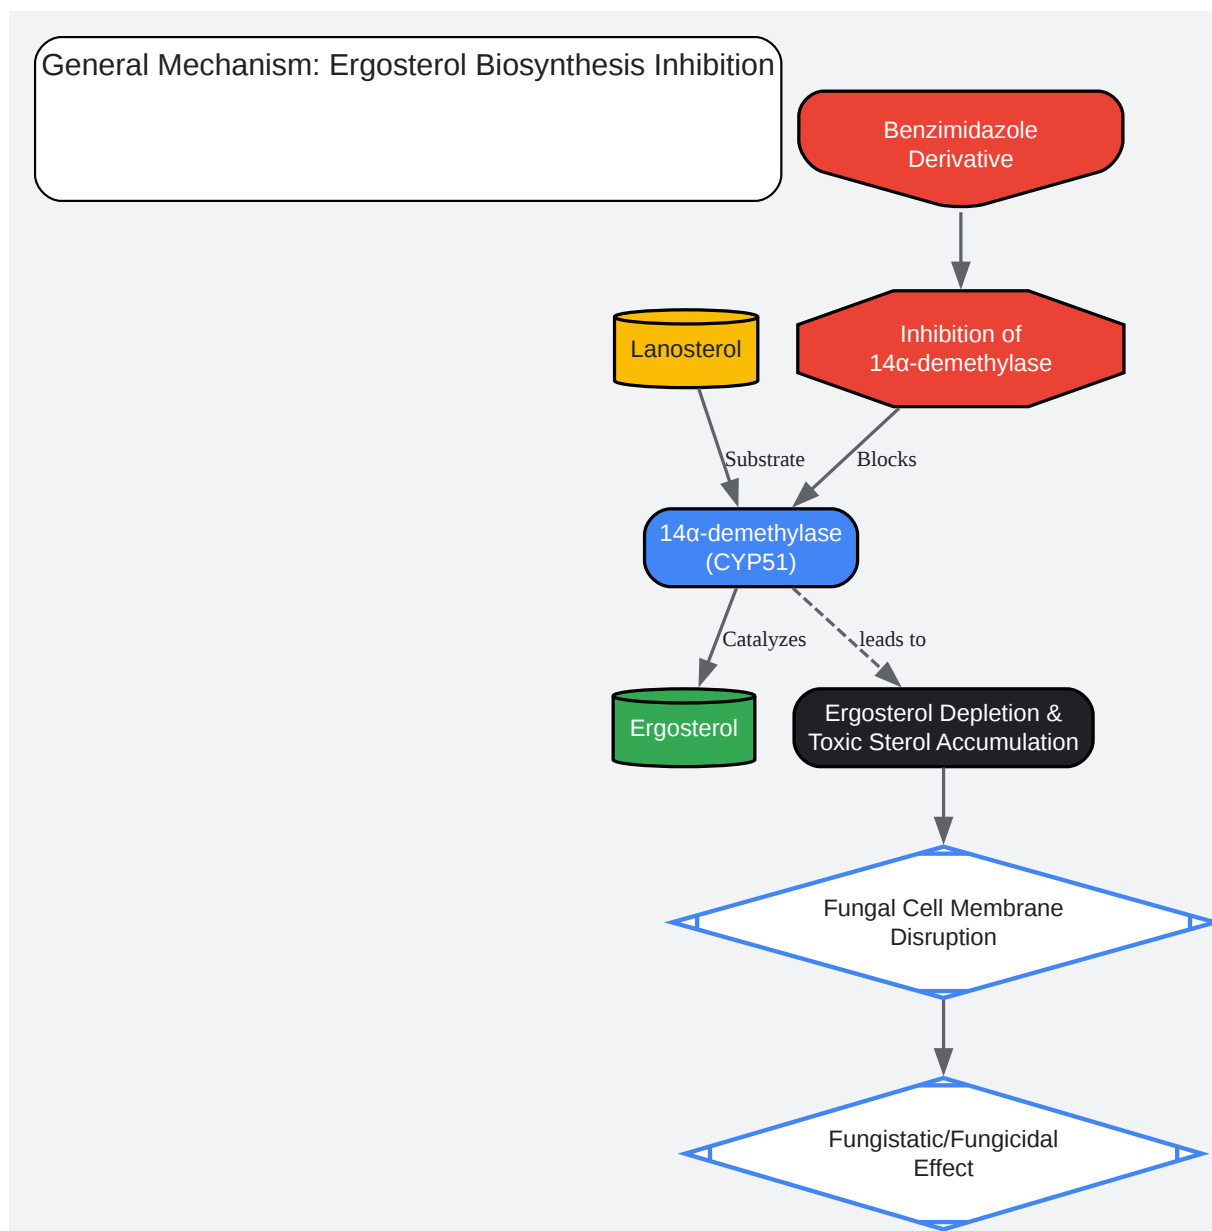 General Mechanism: Ergosterol Biosynthesis Inhibition
Benzimidazole
Derivative
Lanosterol
Inhibition of
14α-demethylase
Substrate
Blocks
14α-demethylase
(CYP51)
Catalyzes
leads to
Ergosterol
Ergosterol Depletion &
Toxic Sterol Accumulation
Fungal Cell Membrane
Disruption
Fungistatic/Fungicidal
Effect